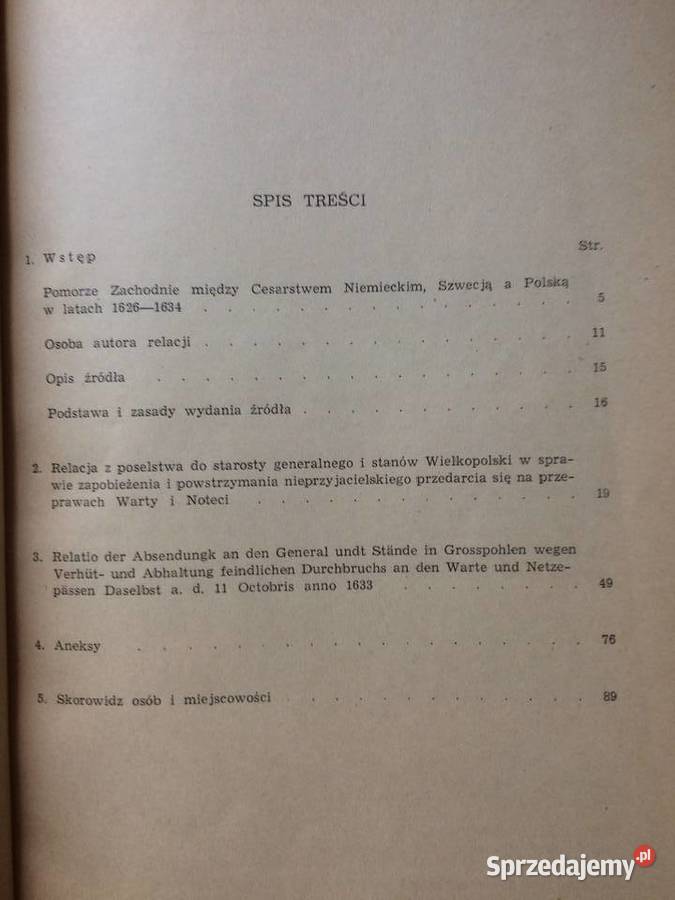 SPIS TREŚCI
Str.
1. Wstęp
Pomorze Zachodnie między Cesarstwem Niemieckim, Szwecją a Polską
w latach 1626—1634 . . . . . . . . . . . . . 5
Osoba autora relacji . . . . . . . . . . . . . 11
Opis źródła . . . . . . . . . . . . . 15
Podstawa i zasady wydania źródła . . . . . . . . . . 16
2. Relacja z poselstwa do starosty generalnego i stanów Wielkopolski w spra-
wie zapobieżenia i powstrzymania nieprzyjacielskiego przedarcia się na prze-
prawach Warty i Noteci . . . . . . . . . . . . 19
3. Relatio der Absendungk an den General undt Stände in Grosspohlen wegen
Verhüt- und Abhaltung feindlichen Durchbruchs an den Warte und Netze-
pässen Daselbst a. d. 11 Octobris anno 1633 . . . . . . . . 49
4. Aneksy . . . . . . . . . . . . . . . 76
5. Skorowidz osób i miejscowości . . . . . . . . . . . 89
Sprzedajemy.pl